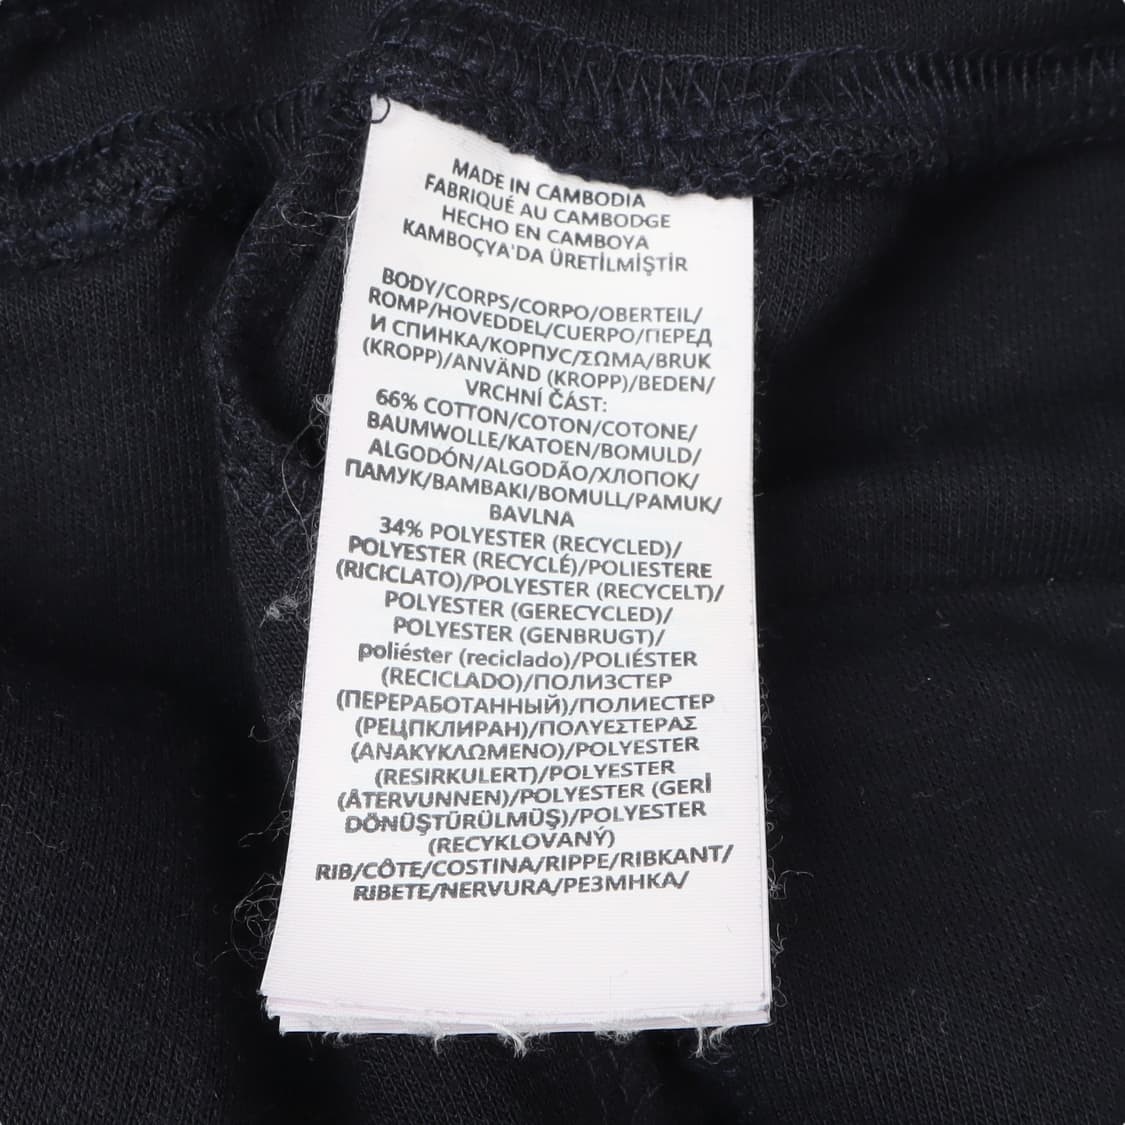 MADE IN CAMBODIA
FABRIQUÉ AU CAMBODGE
HECHO EN CAMBOYA
KAMBOÇYA'DA ÜRETİLMİŞTİR
BODY/CORPS/CORPO/OBERTEIL/
ROMP/HOVEDDEL/CUERPO/ПЕРЕД
И СПИНКА/КОРПУС/ΣΩΜΑ/BRUK
(KROPP)/ANVÄND (KROPP)/BEDEN/
VRCHNÍ ČÁST:
66% COTTON/COTON/COTONE/
BAUMWOLLE/KATOEN/BOMULD/
ALGODÓN/ALGODÃO/ХЛОПОК/
ПАМУК/BAMBAKI/BOMULL/PAMUK/
BAVLNA
34% POLYESTER (RECYCLED)/
POLYESTER (RECYCLÉ)/POLIESTERE
(RICICLATO)/POLYESTER (RECYCELT)/
POLYESTER (GERECYCLED)/
POLYESTER (GENBRUGT)/
poliéster (reciclado)/POLIÉSTER
(RECICLADO)/ПОЛИЗСТЕР
(ПЕРЕРАБОТАННЫЙ)/ПОЛИЕСТЕР
(РЕЦПКЛИРАН)/ΠΟΛΥΕΣΤΕΡΑΣ
(ΑΝΑΚΥΚΛΩΜΕΝΟ)/POLYESTER
(RESIRKULERT)/POLYESTER
(ÅTERVUNNEN)/POLYESTER (GERİ
DÖNÜŞTÜRÜLMÜŞ)/POLYESTER
(RECYKLOVANÝ)
RIB/CÔTE/COSTINA/RIPPE/RIBKANT/
RIBETE/NERVURA/РЕЗМНКА/